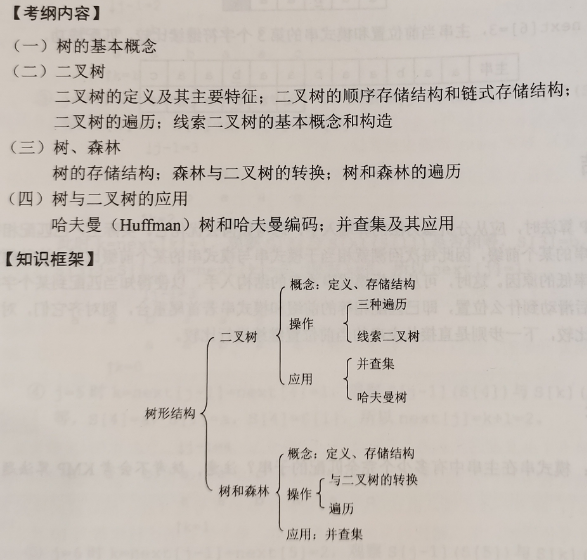 【考纲内容】
（一）树的基本概念
（二）二叉树
二叉树的定义及其主要特征；二叉树的顺序存储结构和链式存储结构；
二叉树的遍历；线索二叉树的基本概念和构造
（三）树、森林
树的存储结构；森林与二叉树的转换；树和森林的遍历
（四）树与二叉树的应用
哈夫曼（Huffman）树和哈夫曼编码；并查集及其应用
【知识框架】
概念：定义、存储结构
三种遍历
操作
二叉树
线索二叉树
并查集
应用
哈夫曼树
树形结构
概念：定义、存储结构
与二叉树的转换
树和森林
操作
遍历
应用：并查集